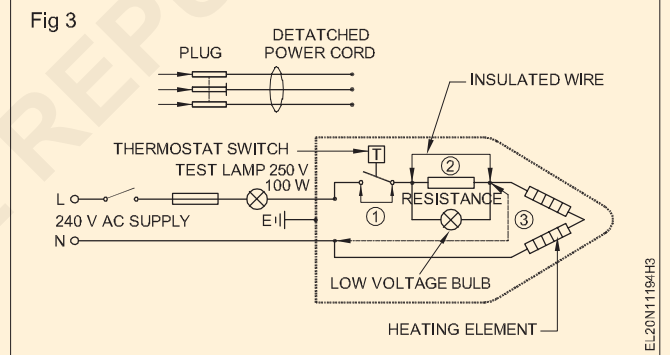 Fig 3
DETATCHED
POWER CORD
PLUG
INSULATED WIRE
THERMOSTAT SWITCH
T
TEST LAMP 250 V
100 W
2
L
1
RESISTANCE
3
240 V AC SUPPLY
E
N
LOW VOLTAGE BULB
HEATING ELEMENT
EL20N11194H3